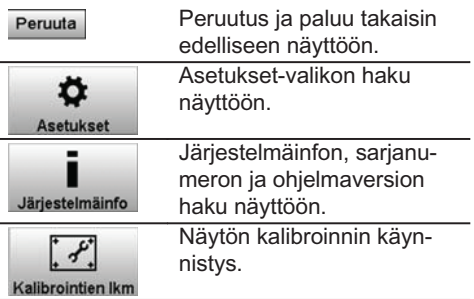 Peruuta
Peruutus ja paluu takaisin
edelliseen näyttöön.
Asetukset
Asetukset-valikon haku
näyttöön.
Järjestelmäinfo
Järjestelmäinfon, sarjanu-
meron ja ohjelmaversion
haku näyttöön.
Kalibrointien lkm
Näytön kalibroinnin käyn-
nistys.